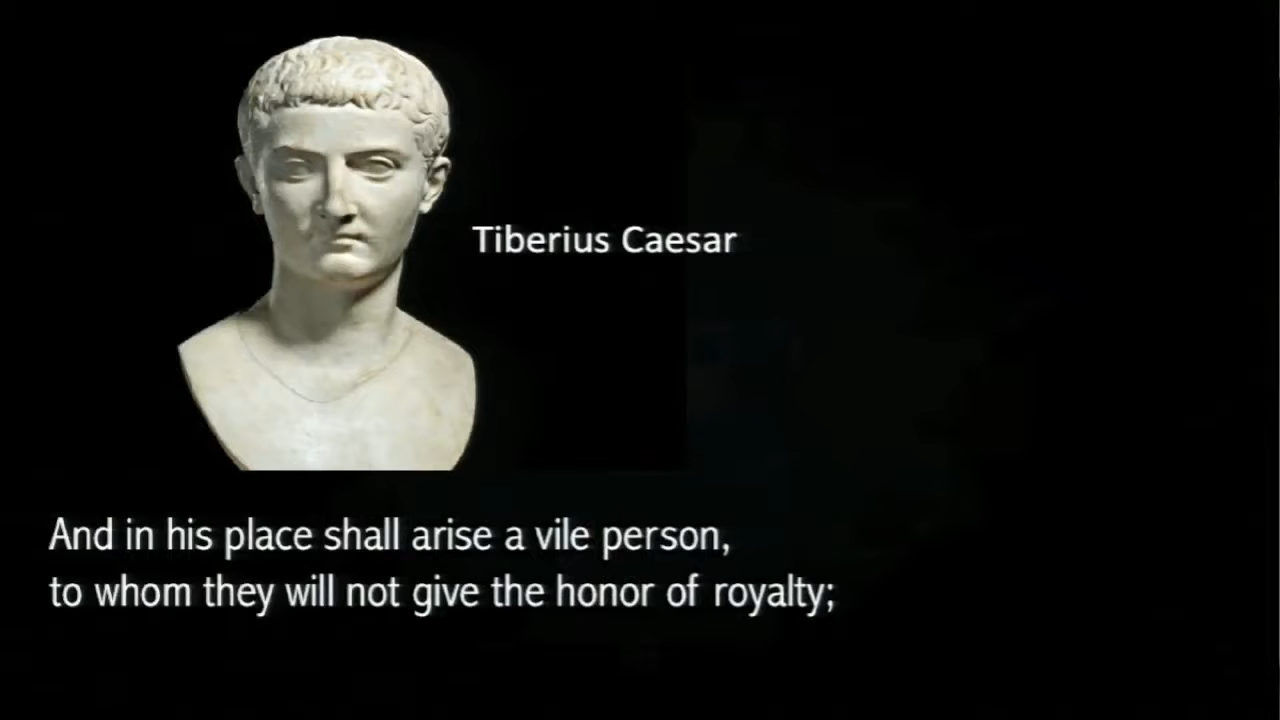 Tiberius Caesar
And in his place shall arise a vile person,
to whom they will not give the honor of royalty;